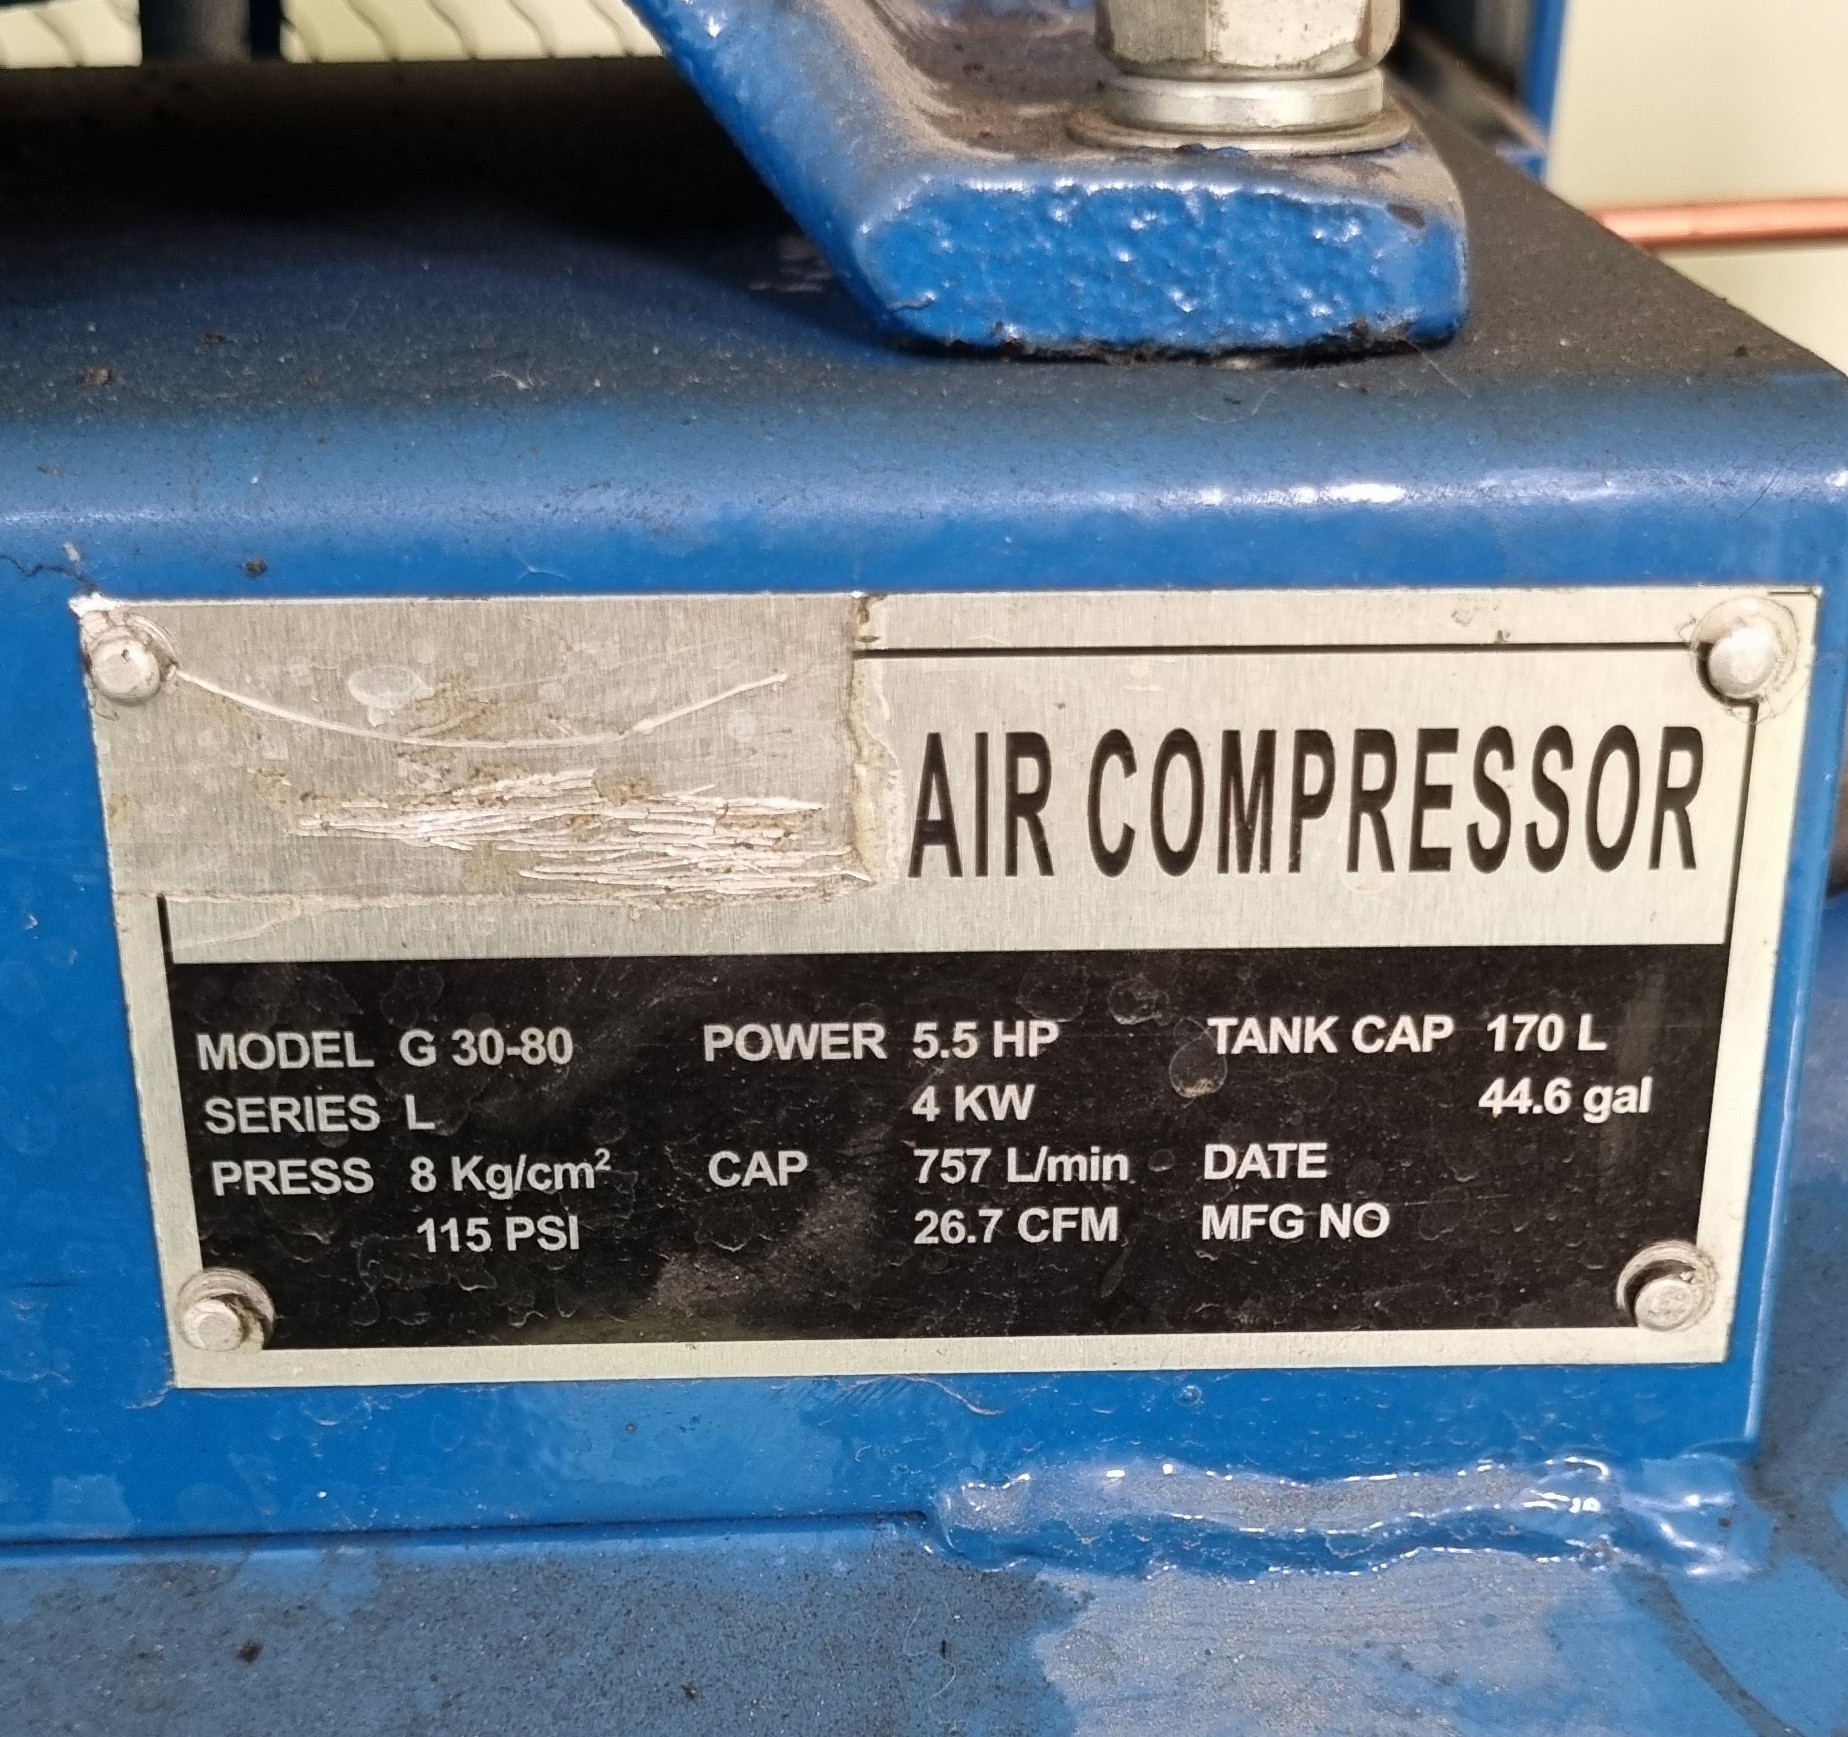 AIR COMPRESSOR
MODEL G 30-80 POWER 5.5 HP TANK CAP 170 L
SERIES L 4 KW 44.6 gal
PRESS 8 Kg/cm² CAP 757 L/min DATE
115 PSI 26.7 CFM MFG NO